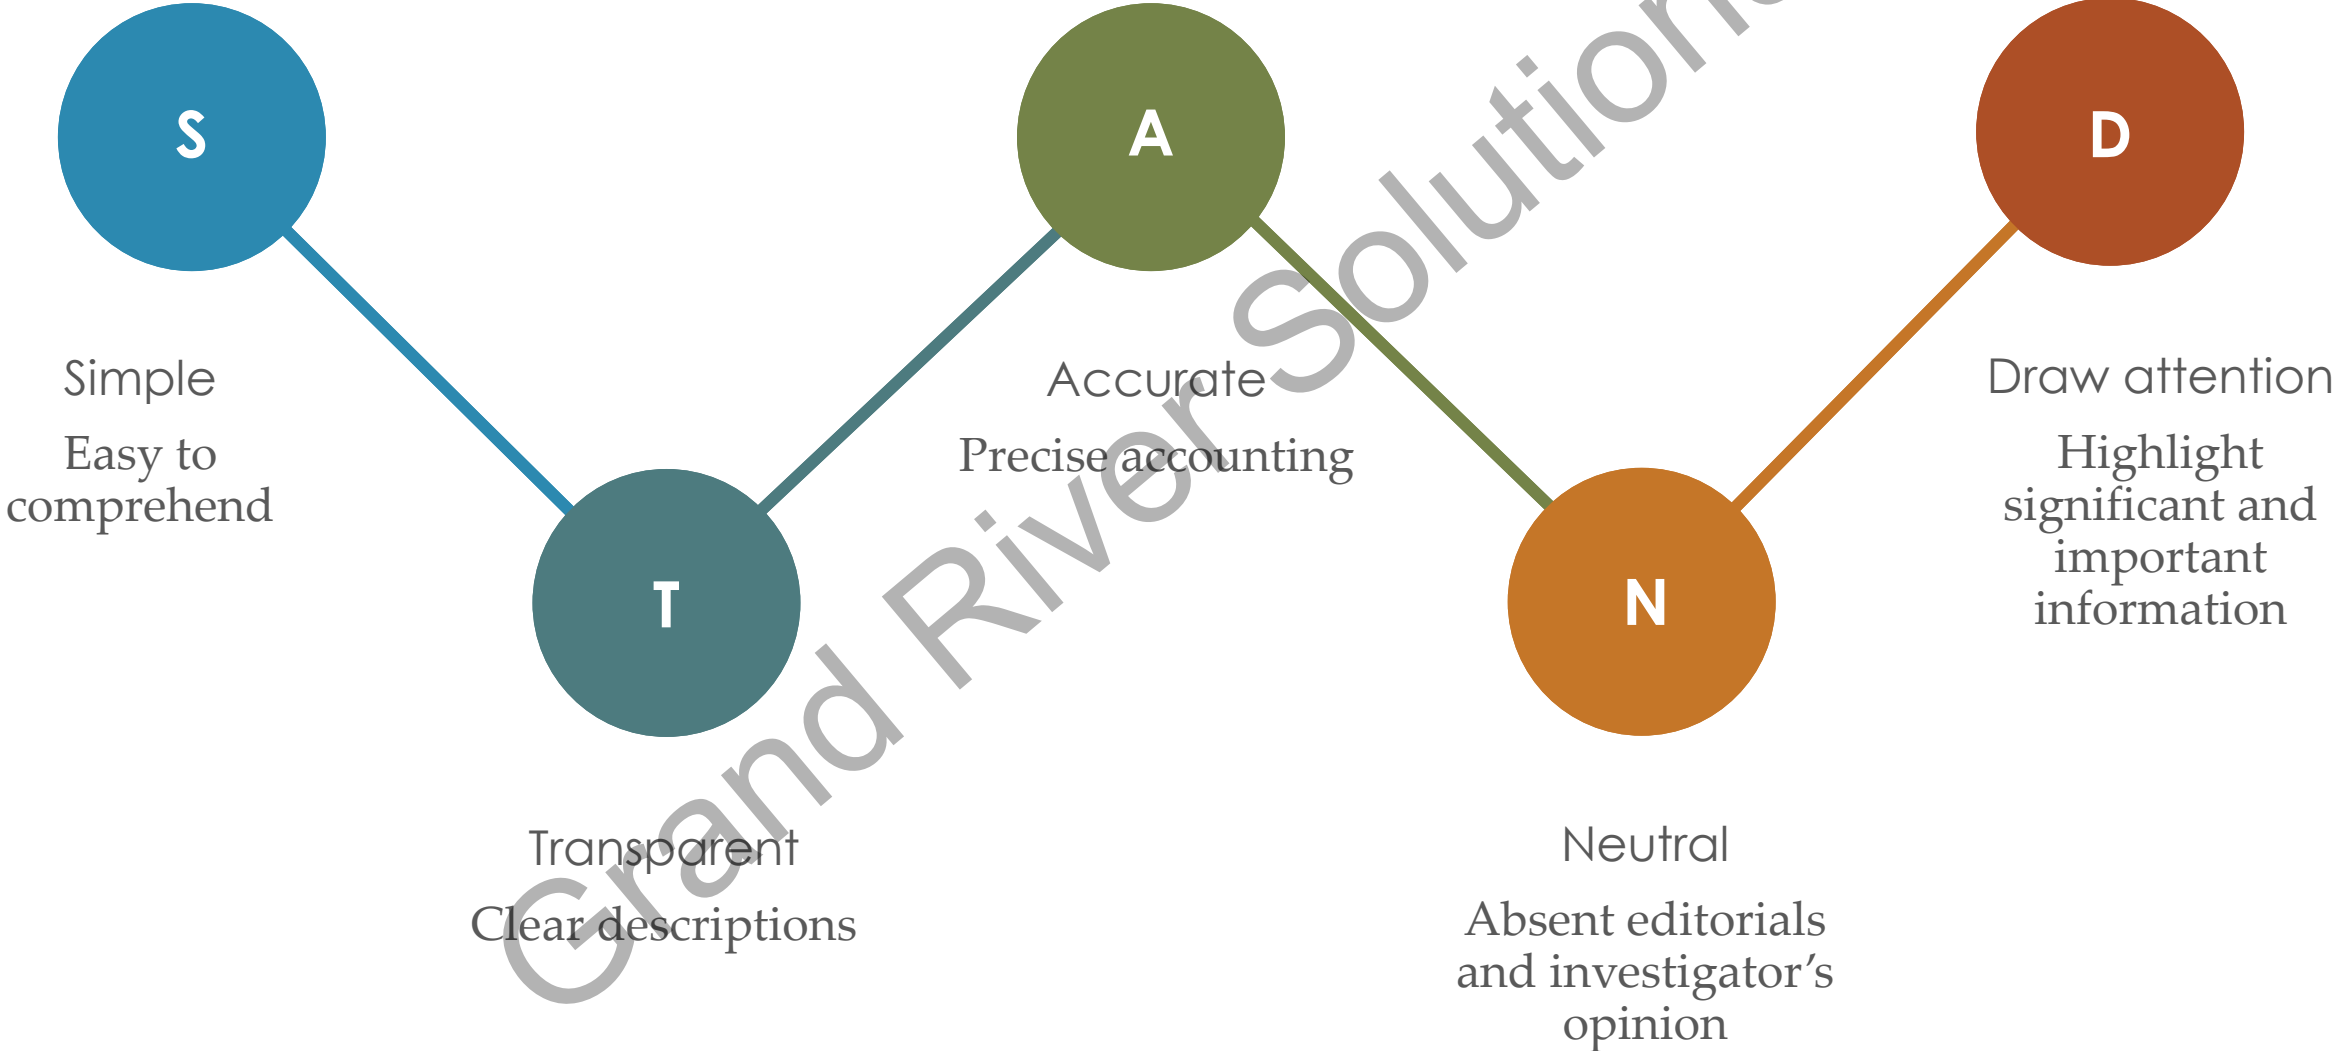 S
Simple
Easy to
comprehend
T
Transparent
Clear descriptions
A
Accurate
Precise accounting
N
Neutral
Absent editorials
and investigator’s
opinion
D
Draw attention
Highlight
significant and
important
information
Grand River Solution